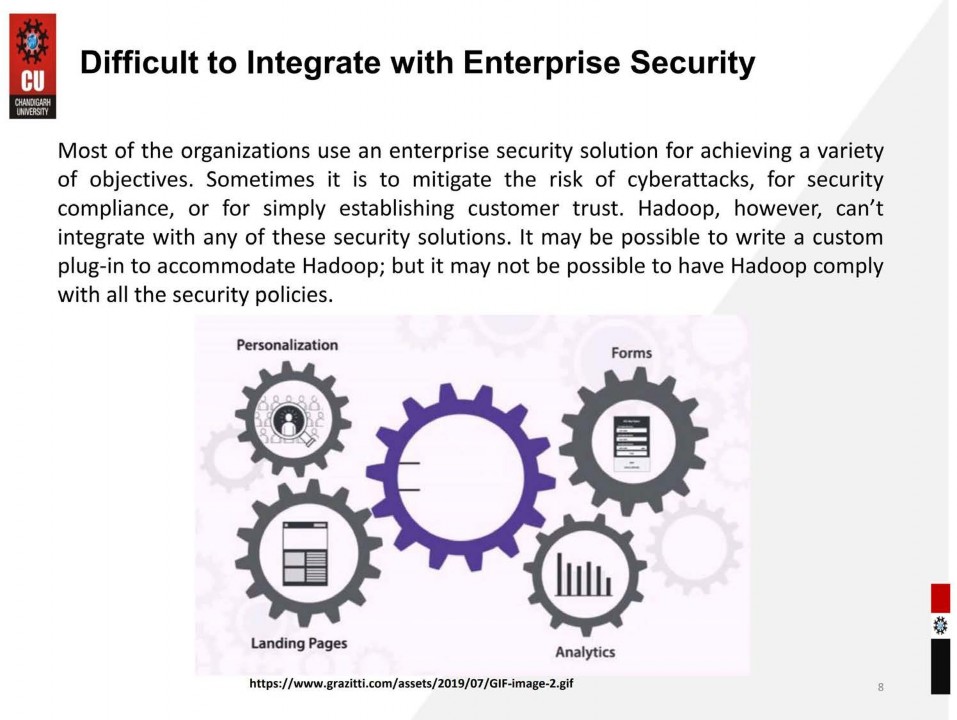 CU
CHANDIGARH
UNIVERSITY
Difficult to Integrate with Enterprise Security
Most of the organizations use an enterprise security solution for achieving a variety
of objectives. Sometimes it is to mitigate the risk of cyberattacks, for security
compliance, or for simply establishing customer trust. Hadoop, however, can’t
integrate with any of these security solutions. It may be possible to write a custom
plug-in to accommodate Hadoop; but it may not be possible to have Hadoop comply
with all the security policies.
Personalization
Forms
Landing Pages
Analytics
https://www.grazitti.com/assets/2019/07/GIF-image-2.gif
8